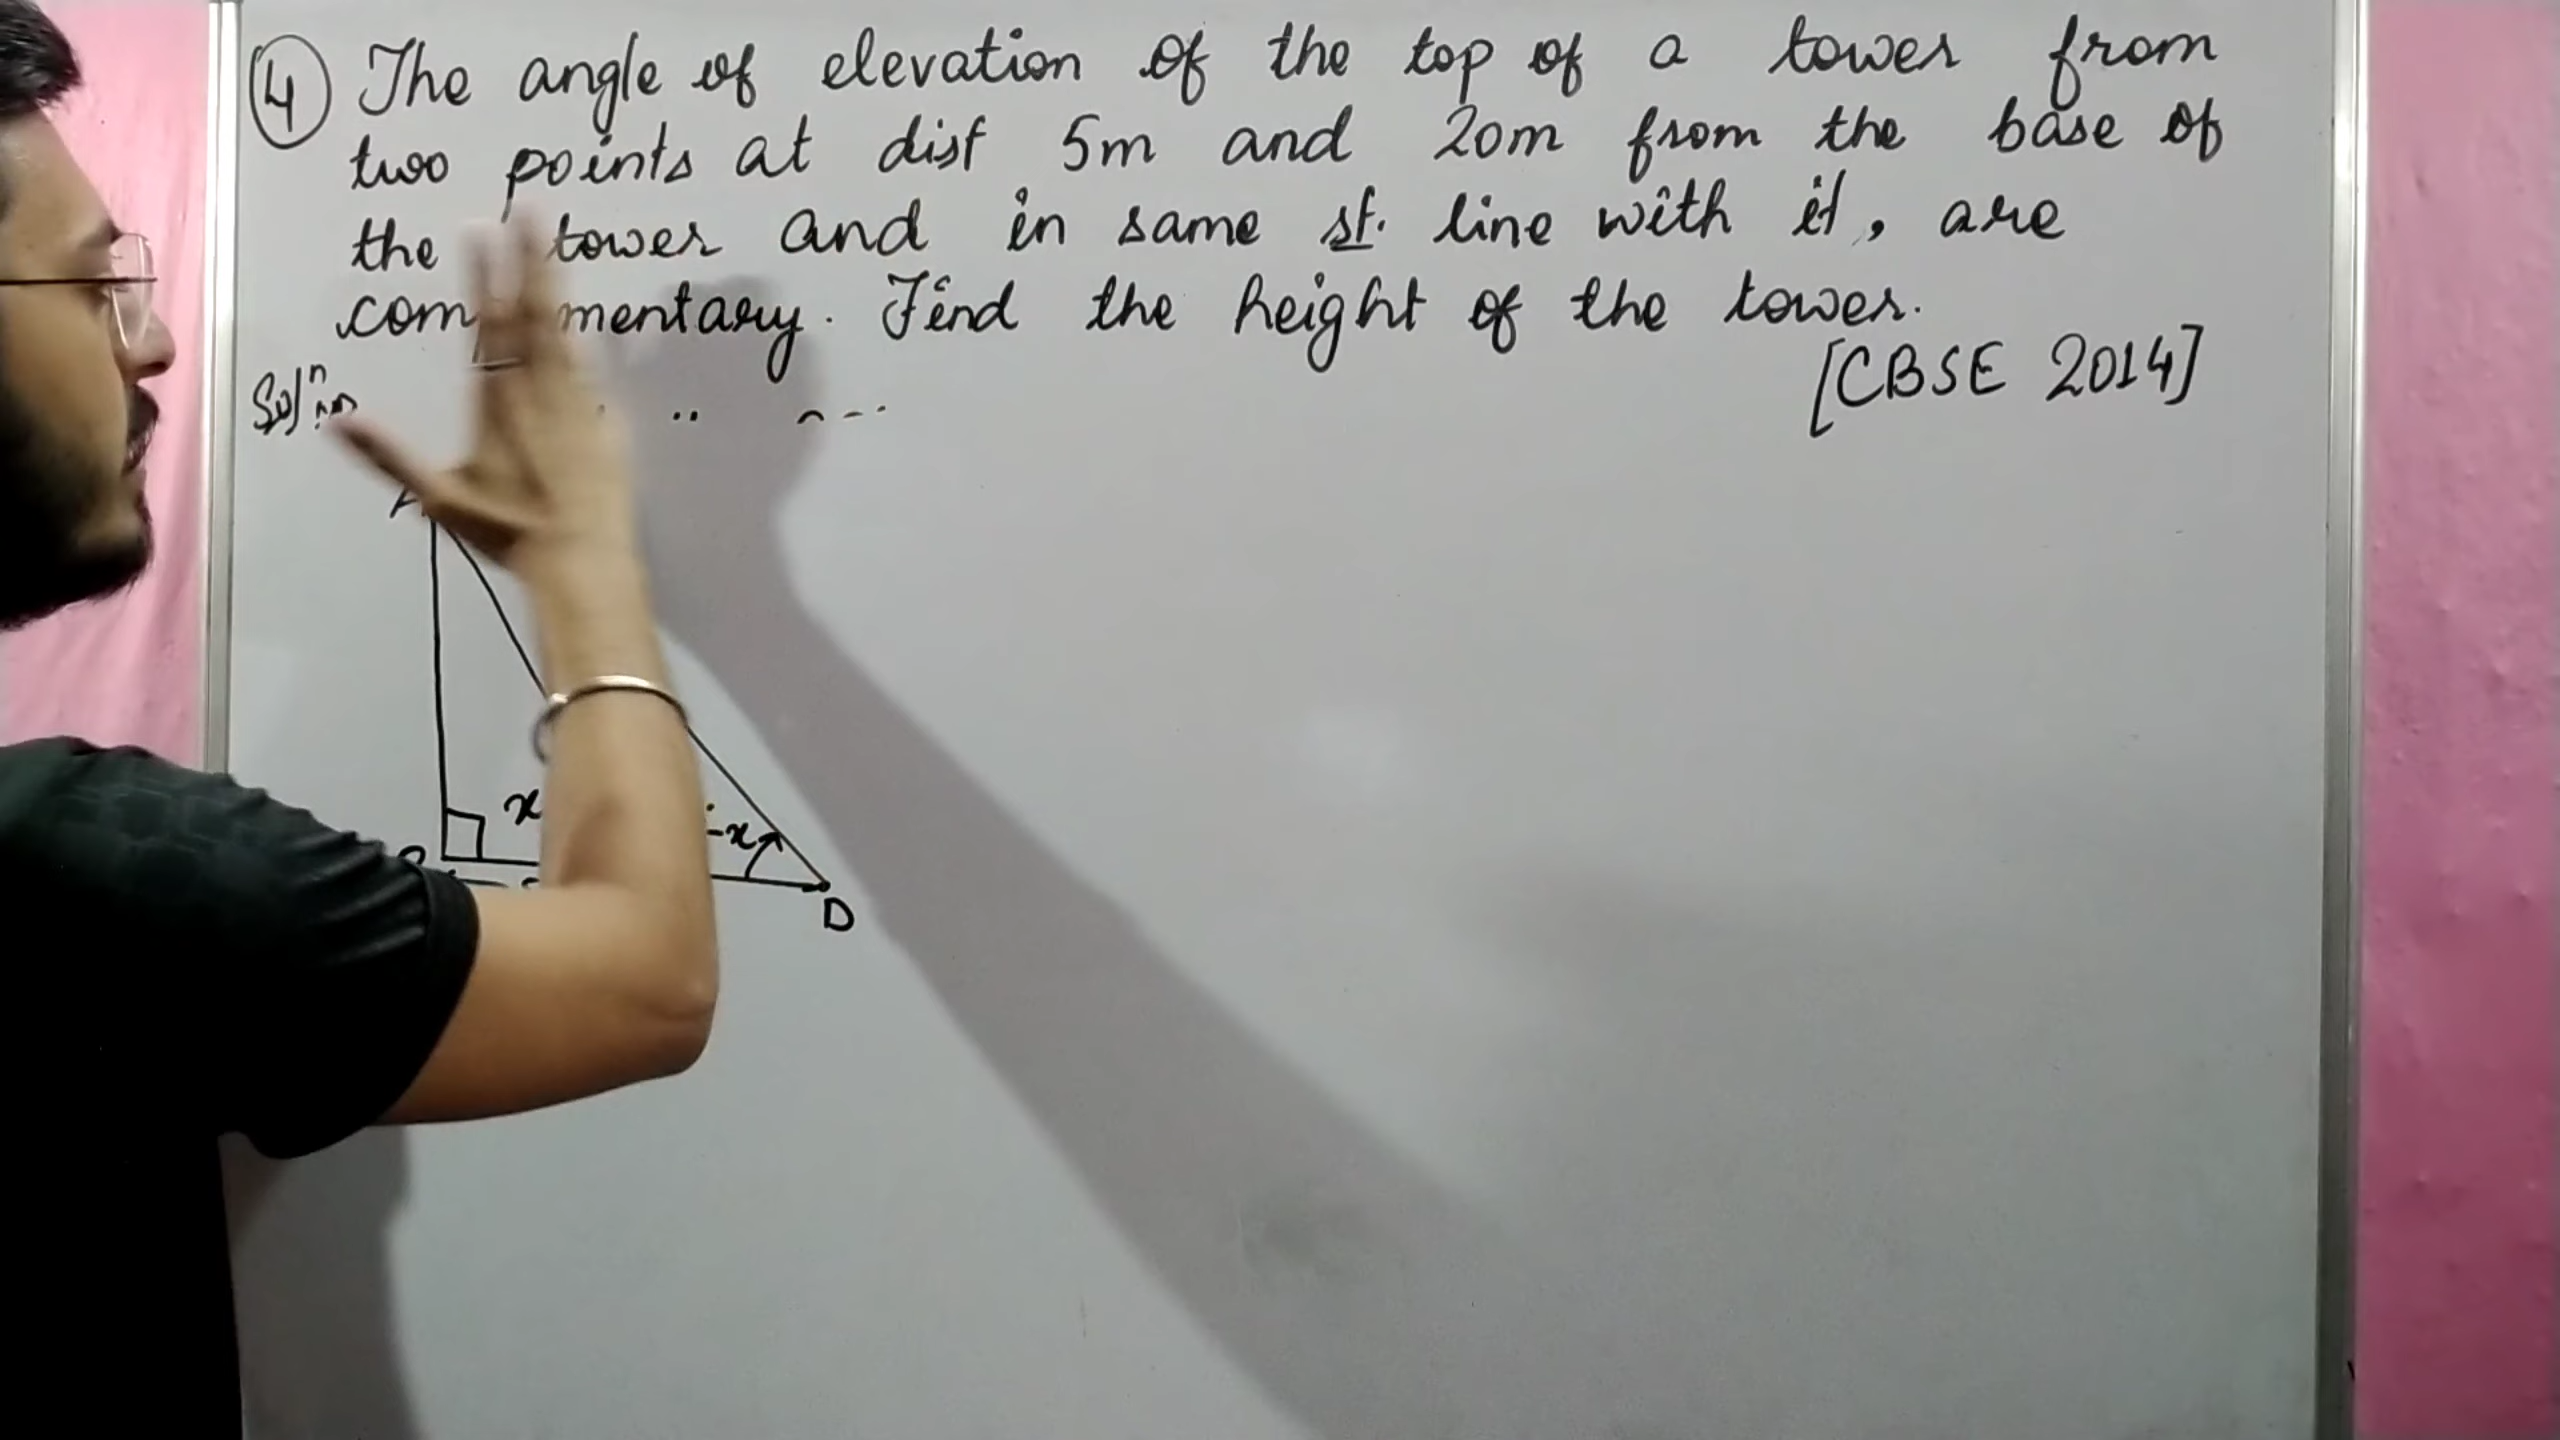 4 The angle of elevation of the top of a tower from
two points at dist 5m and 20m from the base of
the tower and in same st. line with it, are
com mentary. Find the height of the tower.
[CBSE 2014]
Solⁿ
A
x
-x
D